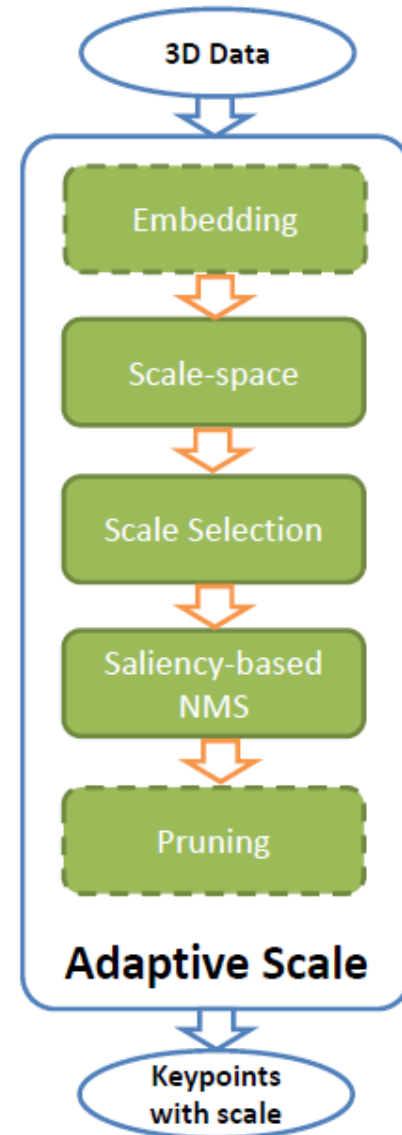 3D Data
Embedding
Scale-space
Scale Selection
Saliency-based
NMS
Pruning
Adaptive Scale
Keypoints
with scale